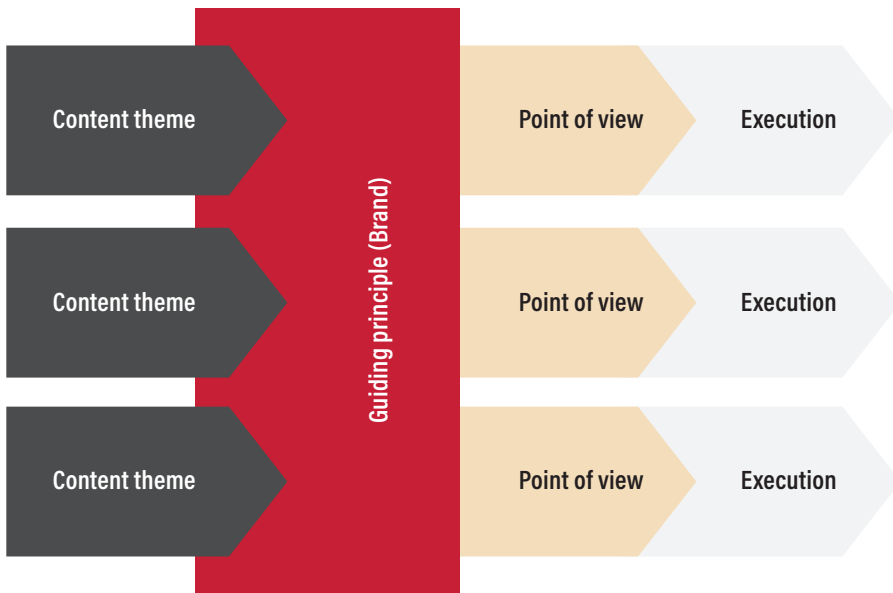 Content theme
Point of view
Execution
Guiding principle (Brand)
Content theme
Point of view
Execution
Content theme
Point of view
Execution